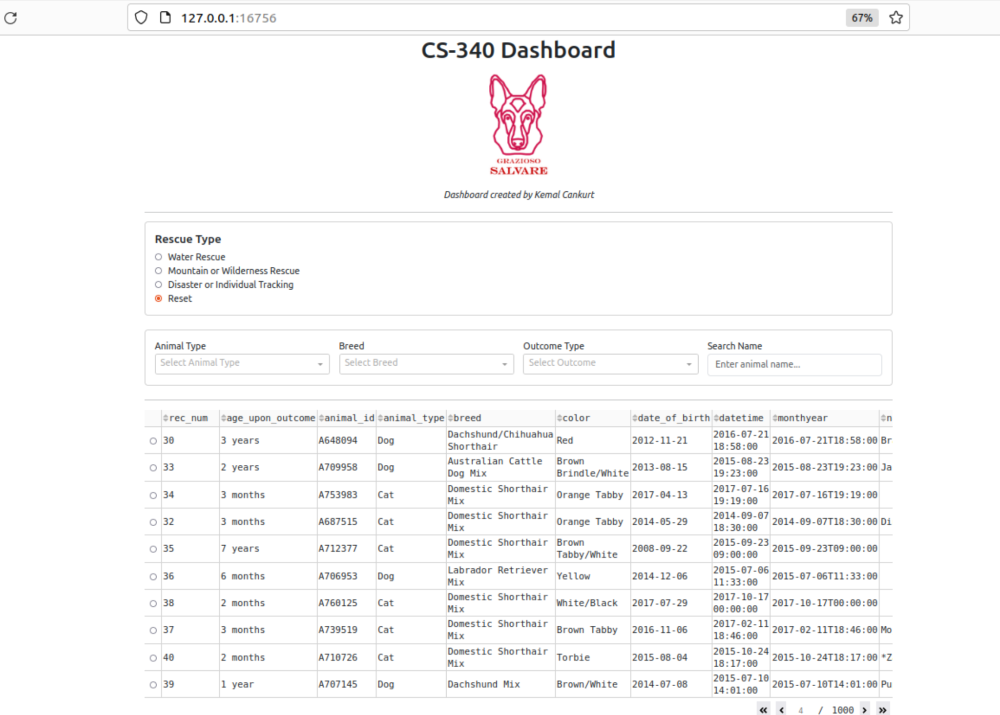 127.0.0.1:16756
67%
CS-340 Dashboard
GRAZIOSO
SALVARE
Dashboard created by Kemal Cankurt
Rescue Type
Water Rescue
Mountain or Wilderness Rescue
Disaster or Individual Tracking
Reset
Animal Type Breed Outcome Type Search Name
Select Animal Type Select Breed Select Outcome Enter animal name...
rec_num age_upon_outcome animal_id animal_type breed color date_of_birth datetime monthyear n
30 3 years A648094 Dog Dachshund/Chihuahua Shorthair Red 2012-11-21 2016-07-21 18:58:00 2016-07-21T18:58:00 Br
33 2 years A709958 Dog Australian Cattle Dog Mix Brown Brindle/White 2013-08-15 2015-08-23 19:23:00 2015-08-23T19:23:00 Ja
34 3 months A753983 Cat Domestic Shorthair Mix Orange Tabby 2017-04-13 2017-07-16 19:19:00 2017-07-16T19:19:00
32 3 months A687515 Cat Domestic Shorthair Mix Orange Tabby 2014-05-29 2014-09-07 18:30:00 2014-09-07T18:30:00 Di
35 7 years A712377 Cat Domestic Shorthair Mix Brown Tabby/White 2008-09-22 2015-09-23 09:00:00 2015-09-23T09:00:00
36 6 months A706953 Dog Labrador Retriever Mix Yellow 2014-12-06 2015-07-06 11:33:00 2015-07-06T11:33:00
38 2 months A760125 Cat Domestic Shorthair Mix White/Black 2017-07-29 2017-10-17 00:00:00 2017-10-17T00:00:00
37 3 months A739519 Cat Domestic Shorthair Mix Brown Tabby 2016-11-06 2017-02-11 18:46:00 2017-02-11T18:46:00 Mo
40 2 months A710726 Cat Domestic Shorthair Mix Torbie 2015-08-04 2015-10-24 18:17:00 2015-10-24T18:17:00 *Z
39 1 year A707145 Dog Dachshund Mix Brown/White 2014-07-08 2015-07-10 14:01:00 2015-07-10T14:01:00 Pu
« ‹ 4 / 1000 › »